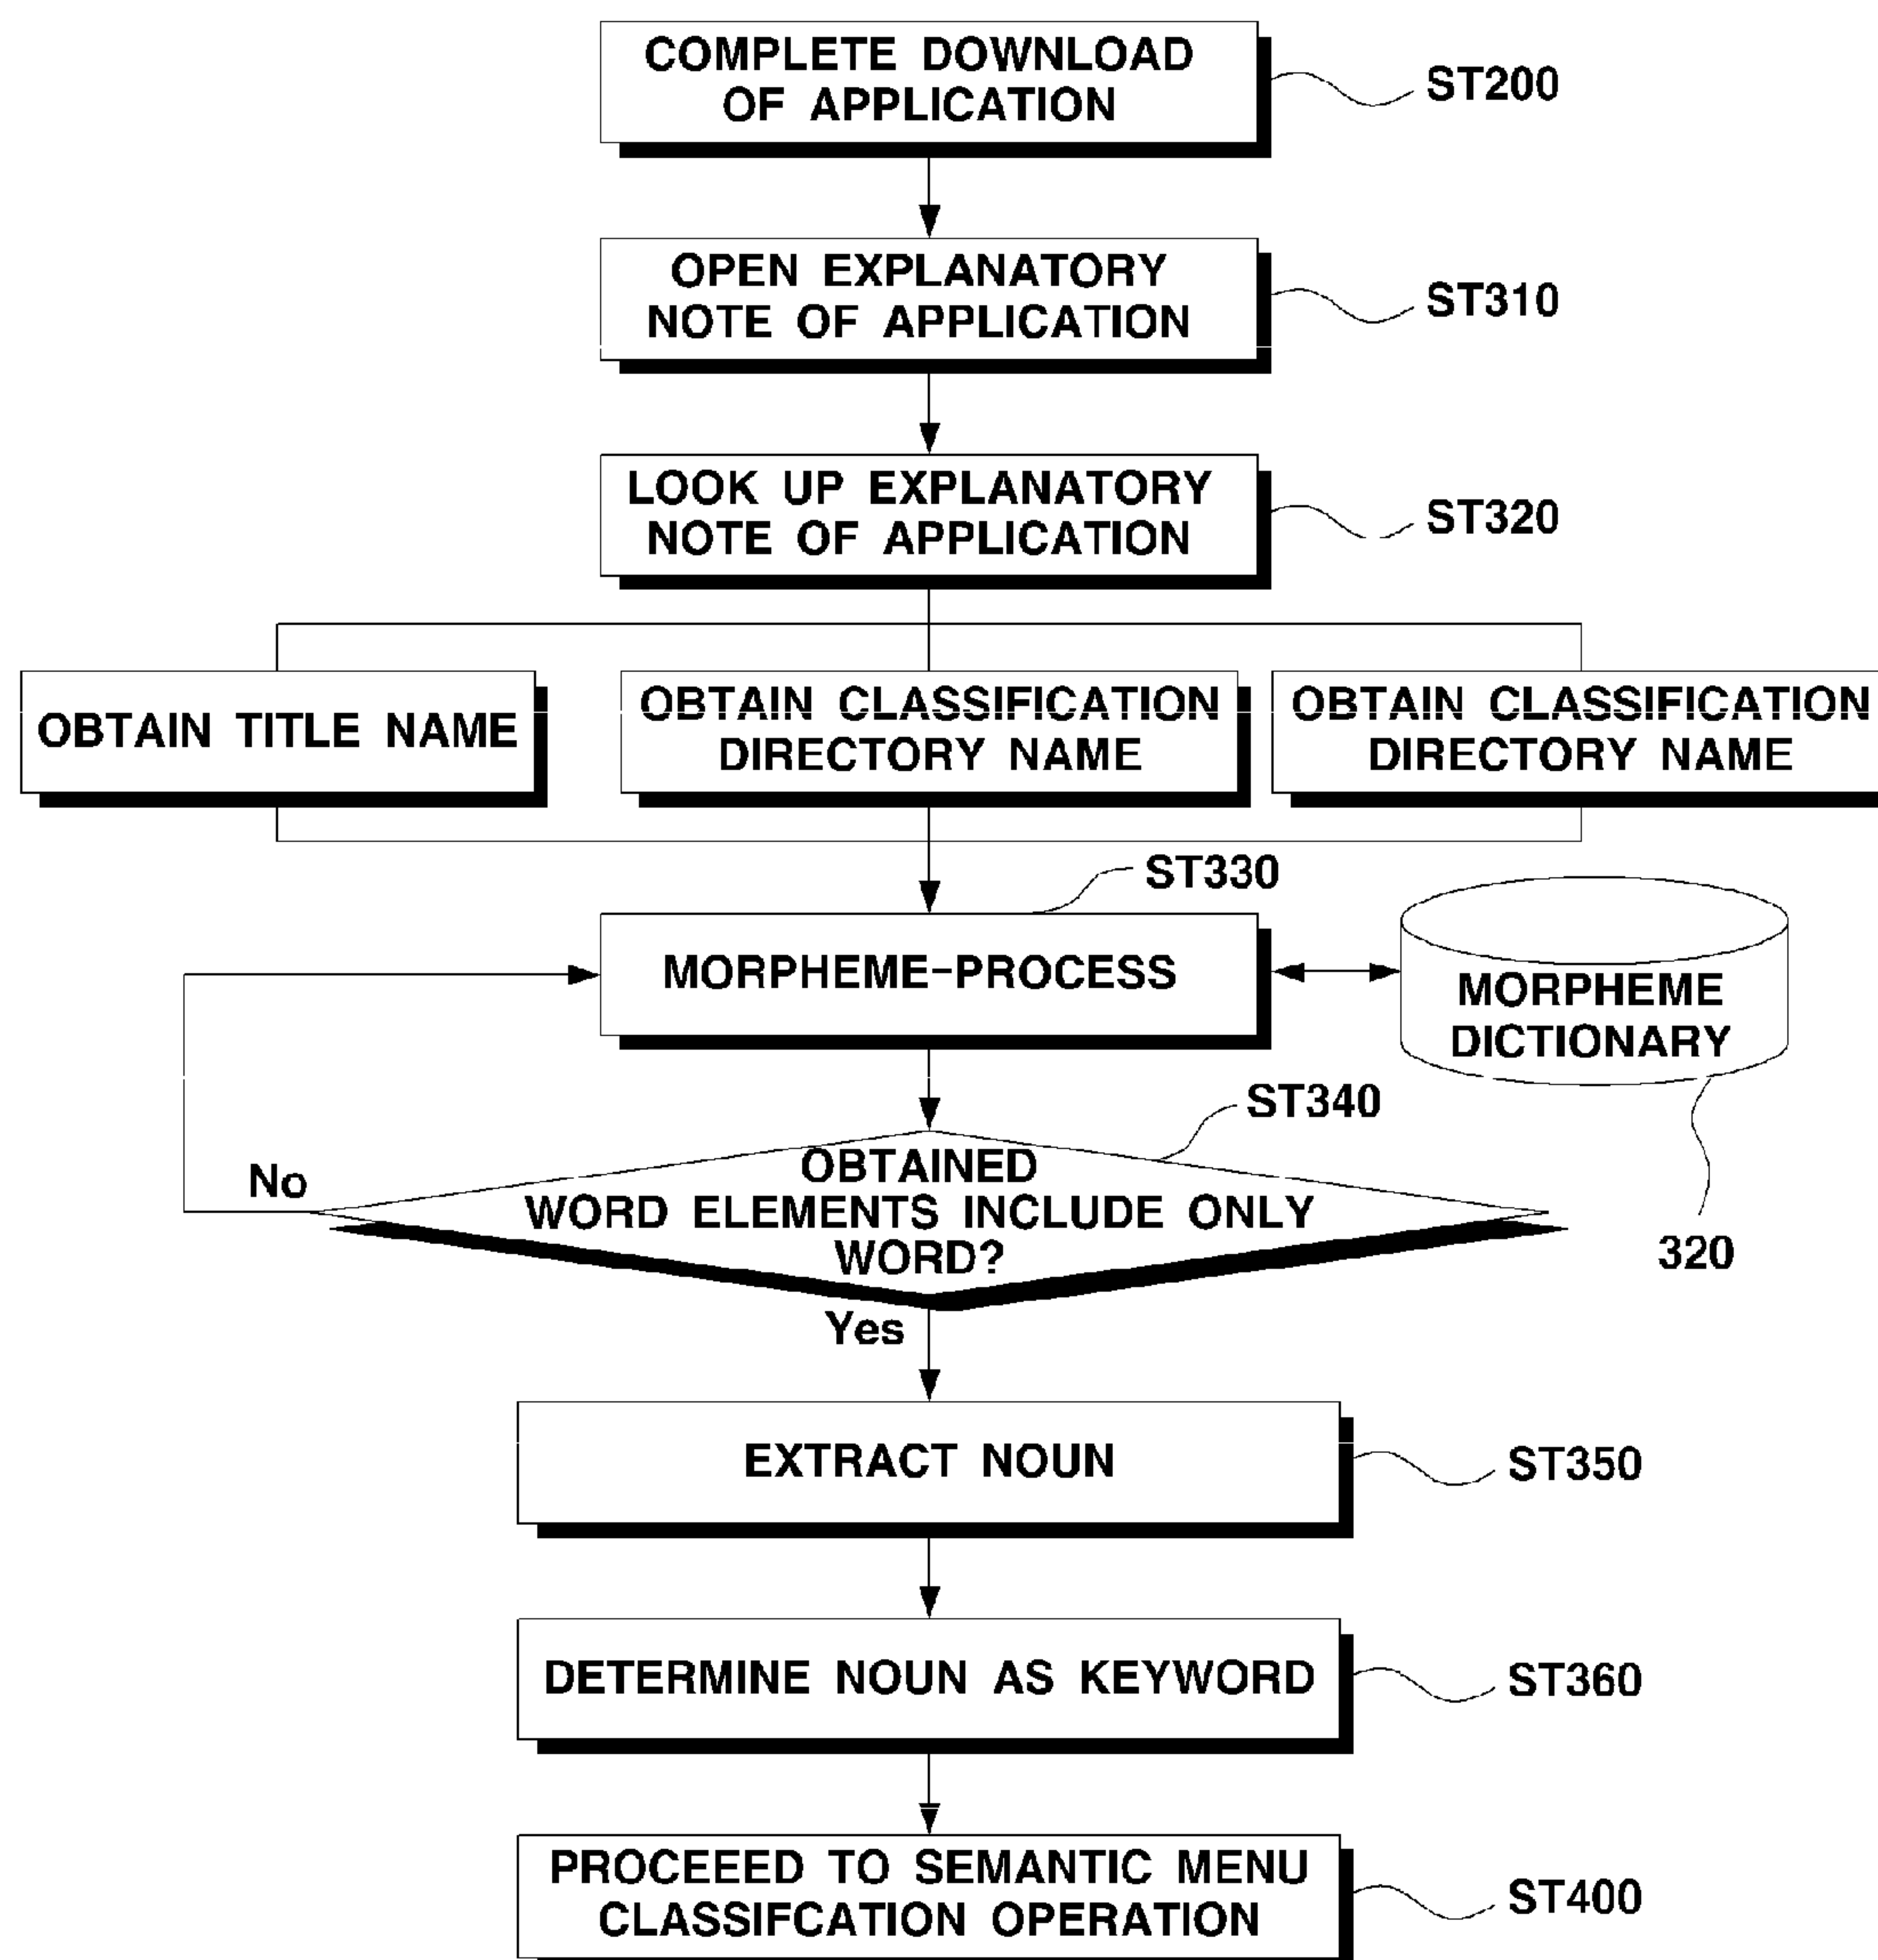 COMPLETE DOWNLOAD
OF APPLICATION
ST200
OPEN EXPLANATORY
NOTE OF APPLICATION
ST310
LOOK UP EXPLANATORY
NOTE OF APPLICATION
ST320
OBTAIN TITLE NAME
OBTAIN CLASSIFICATION
DIRECTORY NAME
OBTAIN CLASSIFICATION
DIRECTORY NAME
ST330
MORPHEME-PROCESS
MORPHEME
DICTIONARY
320
ST340
OBTAINED
WORD ELEMENTS INCLUDE ONLY
WORD?
No
Yes
EXTRACT NOUN
ST350
DETERMINE NOUN AS KEYWORD
ST360
PROCEEED TO SEMANTIC MENU
CLASSIFCATION OPERATION
ST400